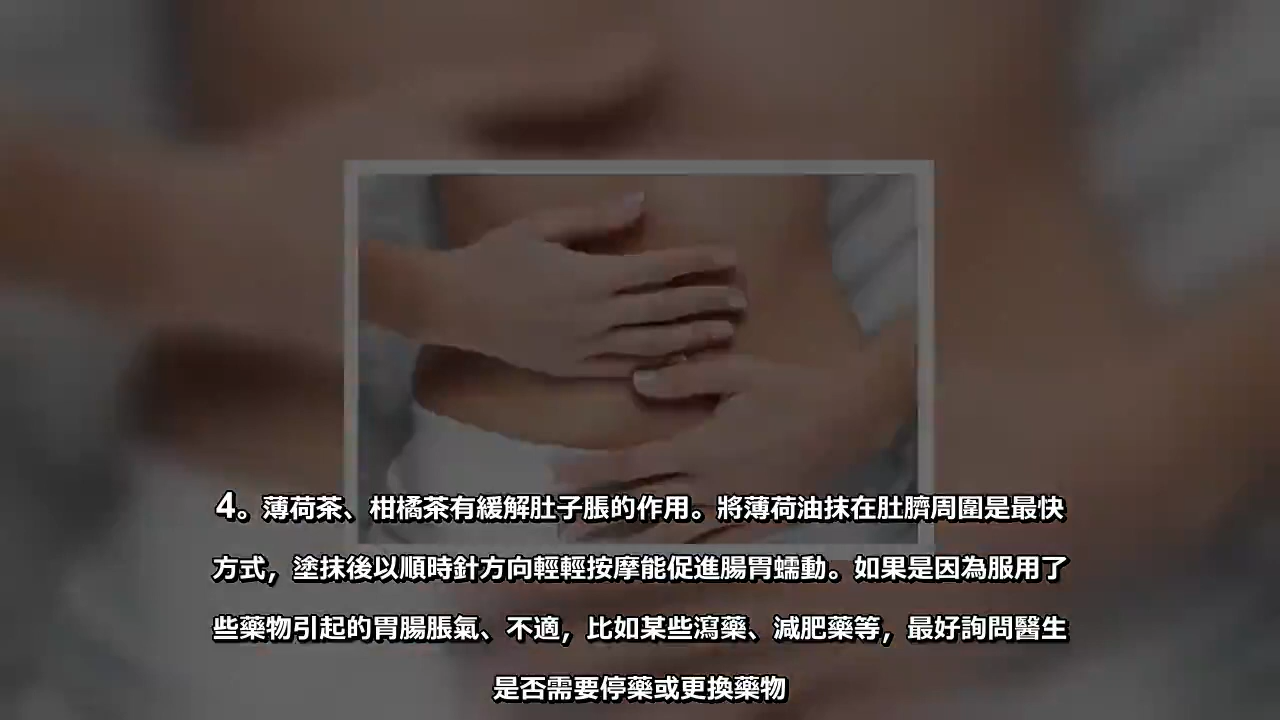 4。薄荷茶、柑橘茶有緩解肚子脹的作用。將薄荷油抹在肚臍周圍是最快
方式，塗抹後以順時針方向輕輕按摩能促進腸胃蠕動。如果是因為服用了
些藥物引起的胃腸脹氣、不適，比如某些瀉藥、減肥藥等，最好詢問醫生
是否需要停藥或更換藥物